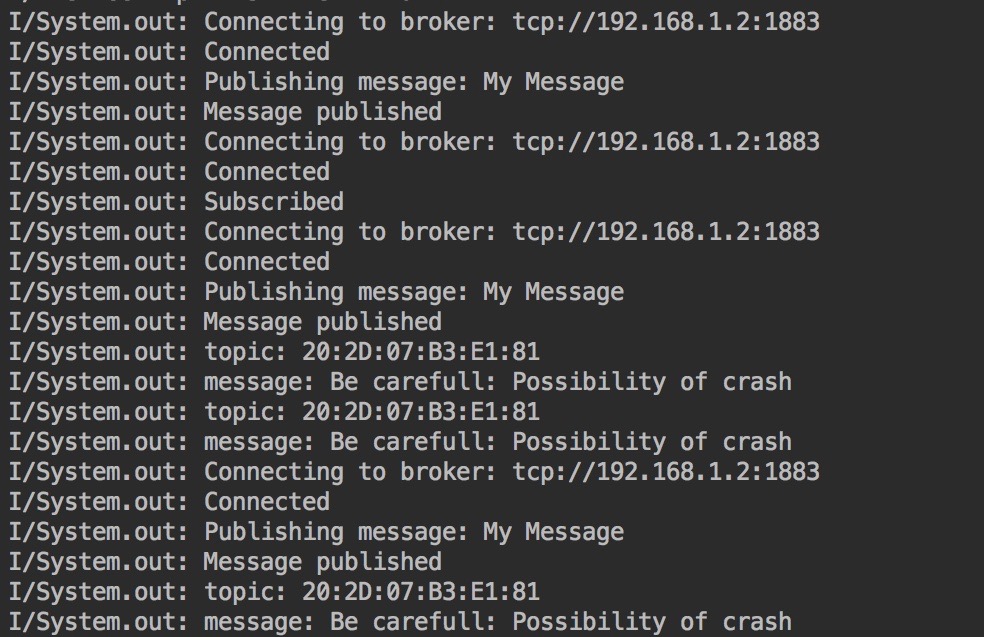 I/System.out: Connecting to broker: tcp://192.168.1.2:1883
I/System.out: Connected
I/System.out: Publishing message: My Message
I/System.out: Message published
I/System.out: Connecting to broker: tcp://192.168.1.2:1883
I/System.out: Connected
I/System.out: Subscribed
I/System.out: Connecting to broker: tcp://192.168.1.2:1883
I/System.out: Connected
I/System.out: Publishing message: My Message
I/System.out: Message published
I/System.out: topic: 20:2D:07:B3:E1:81
I/System.out: message: Be carefull: Possibility of crash
I/System.out: topic: 20:2D:07:B3:E1:81
I/System.out: message: Be carefull: Possibility of crash
I/System.out: Connecting to broker: tcp://192.168.1.2:1883
I/System.out: Connected
I/System.out: Publishing message: My Message
I/System.out: Message published
I/System.out: topic: 20:2D:07:B3:E1:81
I/System.out: message: Be carefull: Possibility of crash